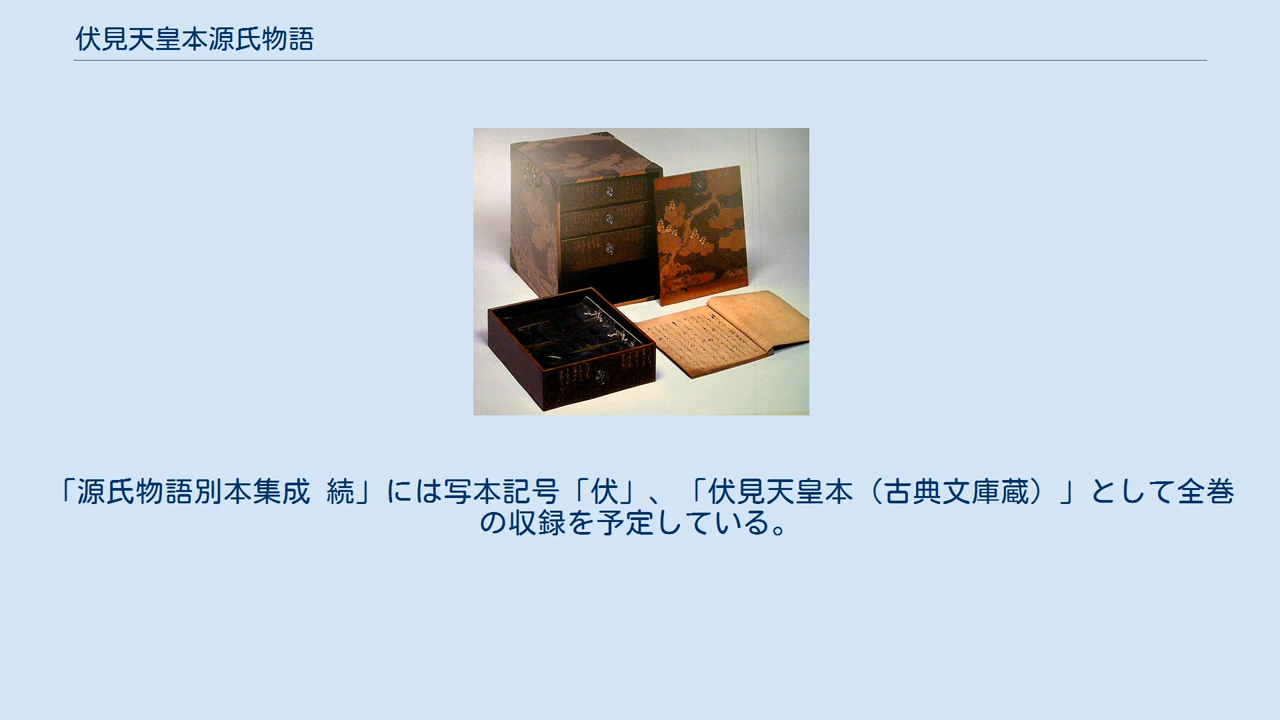 伏見天皇本源氏物語
「源氏物語別本集成 続」には写本記号「伏」、「伏見天皇本（古典文庫蔵）」として全巻
の収録を予定している。